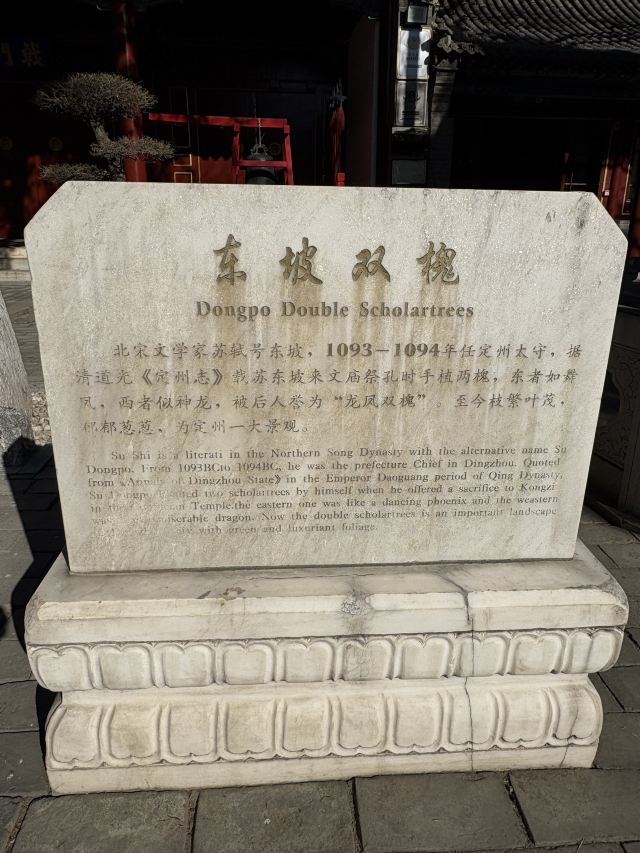 东坡双槐
Dongpo Double Scholartrees
北宋文学家苏轼号东坡，1093－1094年任定州太守，据
清道光《定州志》载苏东坡来文庙祭孔时手植两槐，东者如舞
凤，西者似神龙，被后人誉为“龙凤双槐”。至今枝繁叶茂，
郁郁葱葱，为定州一大景观。
Su Shi is a literati in the Northern Song Dynasty with the alternative name Su
Dongpo. From 1093BC to 1094BC, he was the prefecture Chief in Dingzhou. Quoted
from «Annals of Dingzhou State» in the Emperor Daoguang period of Qing Dynasty,
Su Dongpo planted two scholartrees by himself when he offered a sacrifice to Kongzi
in Temple.the eastern one was like a dancing phoenix and the weastern
dragon. Now the double scholartrees is an important landscape
with green and luxuriant foliage.